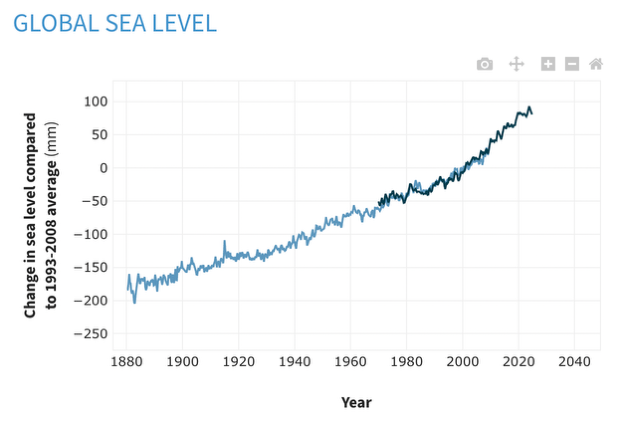 GLOBAL SEA LEVEL
Change in sea level compared
to 1993-2008 average (mm)
100
50
0
−50
−100
−150
−200
−250
1880 1900 1920 1940 1960 1980 2000 2020 2040
Year